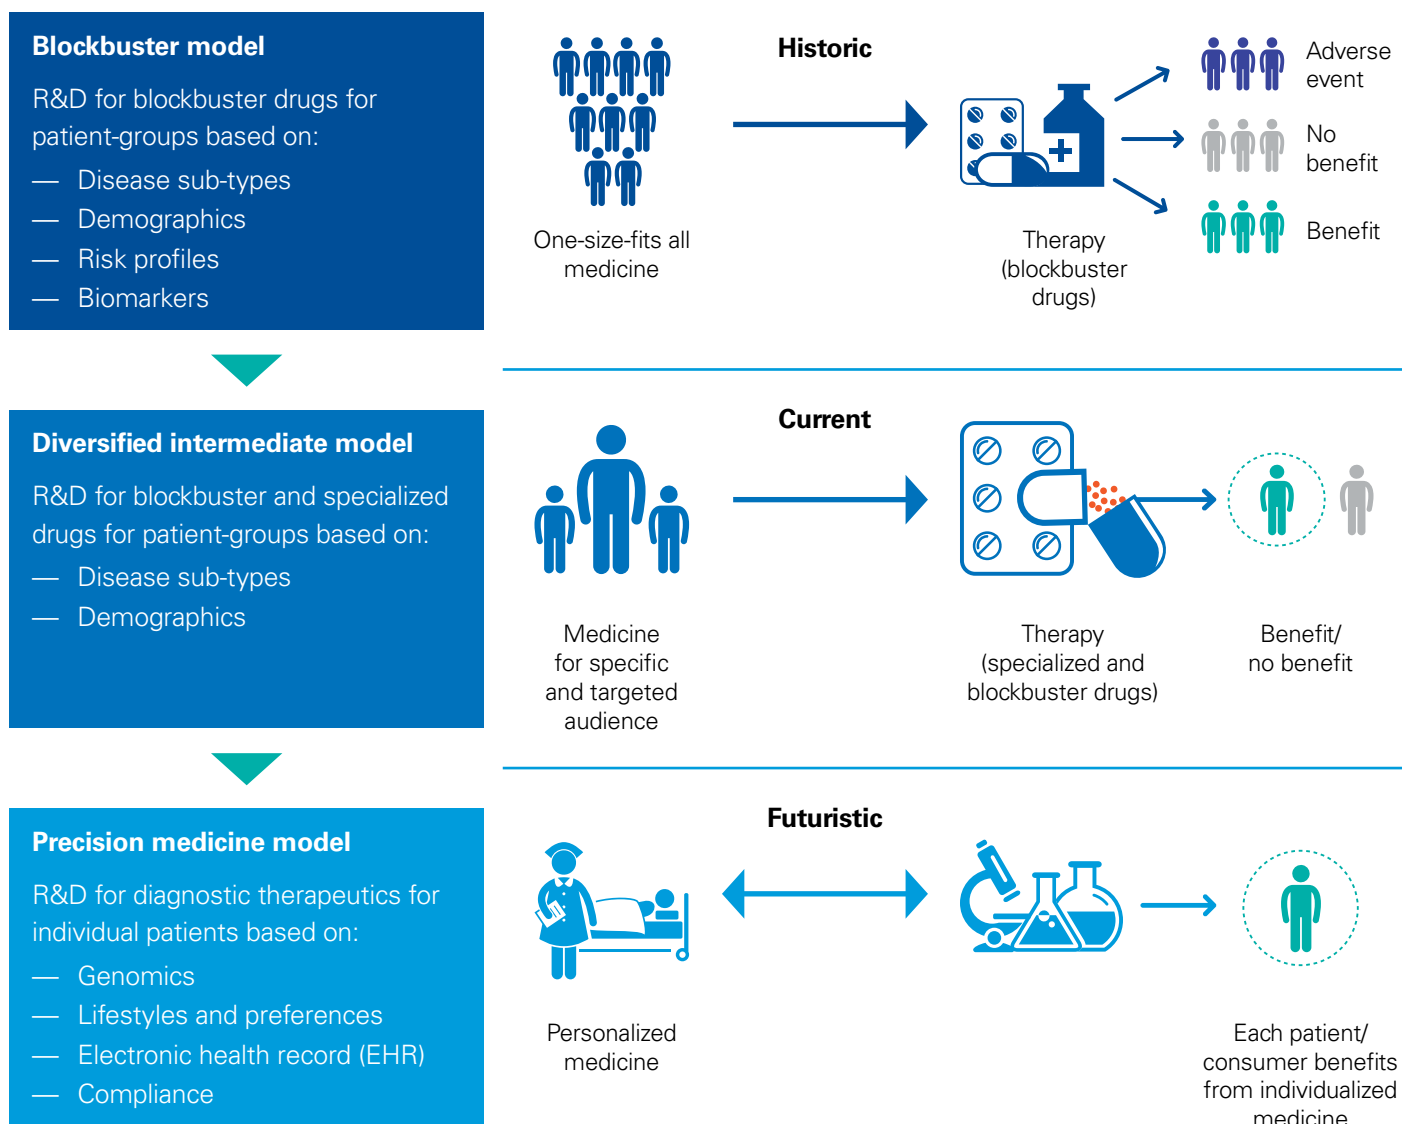 Blockbuster model
R&D for blockbuster drugs for
patient-groups based on:
— Disease sub-types
— Demographics
— Risk profiles
— Biomarkers
Historic
One-size-fits all
medicine
Therapy
(blockbuster
drugs)
Adverse
event
No
benefit
Benefit
Diversified intermediate model
R&D for blockbuster and specialized
drugs for patient-groups based on:
— Disease sub-types
— Demographics
Current
Medicine
for specific
and targeted
audience
Therapy
(specialized and
blockbuster drugs)
Benefit/
no benefit
Precision medicine model
R&D for diagnostic therapeutics for
individual patients based on:
— Genomics
— Lifestyles and preferences
— Electronic health record (EHR)
— Compliance
Futuristic
Personalized
medicine
Each patient/
consumer benefits
from individualized
medicine